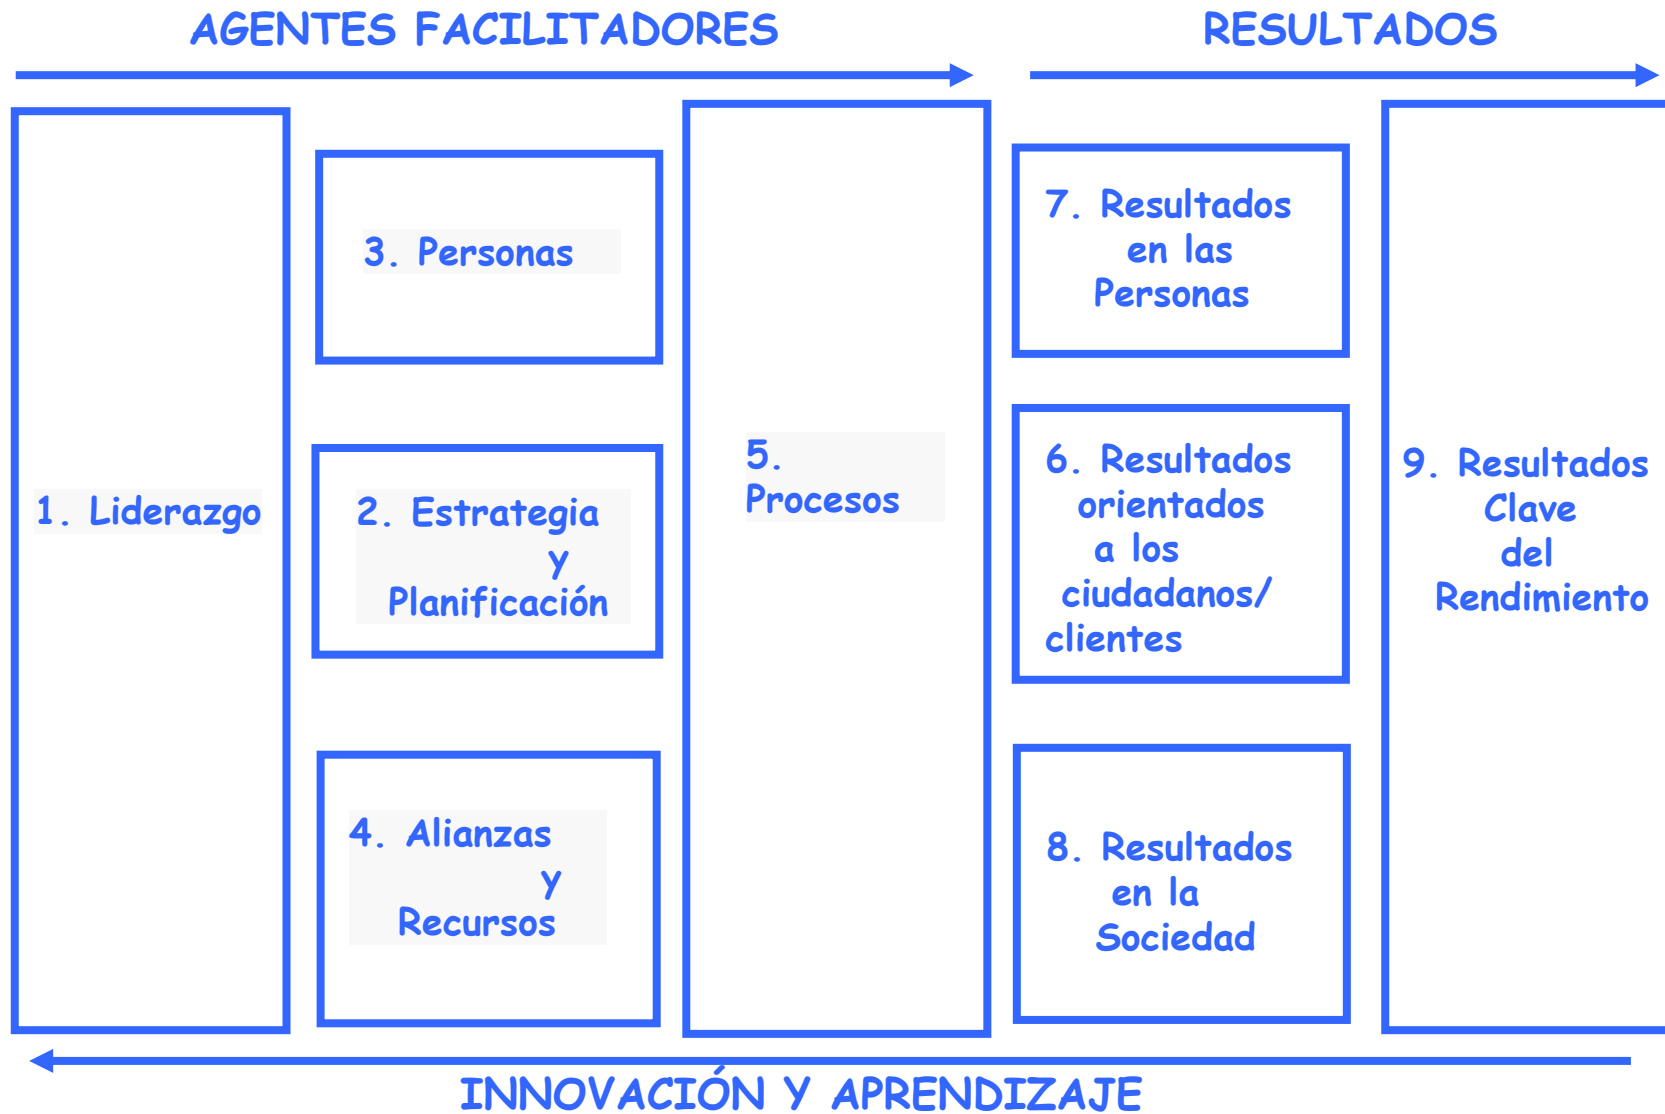 AGENTES FACILITADORES
RESULTADOS
1. Liderazgo
3. Personas
2. Estrategia
y
Planificación
4. Alianzas
y
Recursos
5.
Procesos
7. Resultados
en las
Personas
6. Resultados
orientados
a los
ciudadanos/
clientes
8. Resultados
en la
Sociedad
9. Resultados
Clave
del
Rendimiento
INNOVACIÓN Y APRENDIZAJE